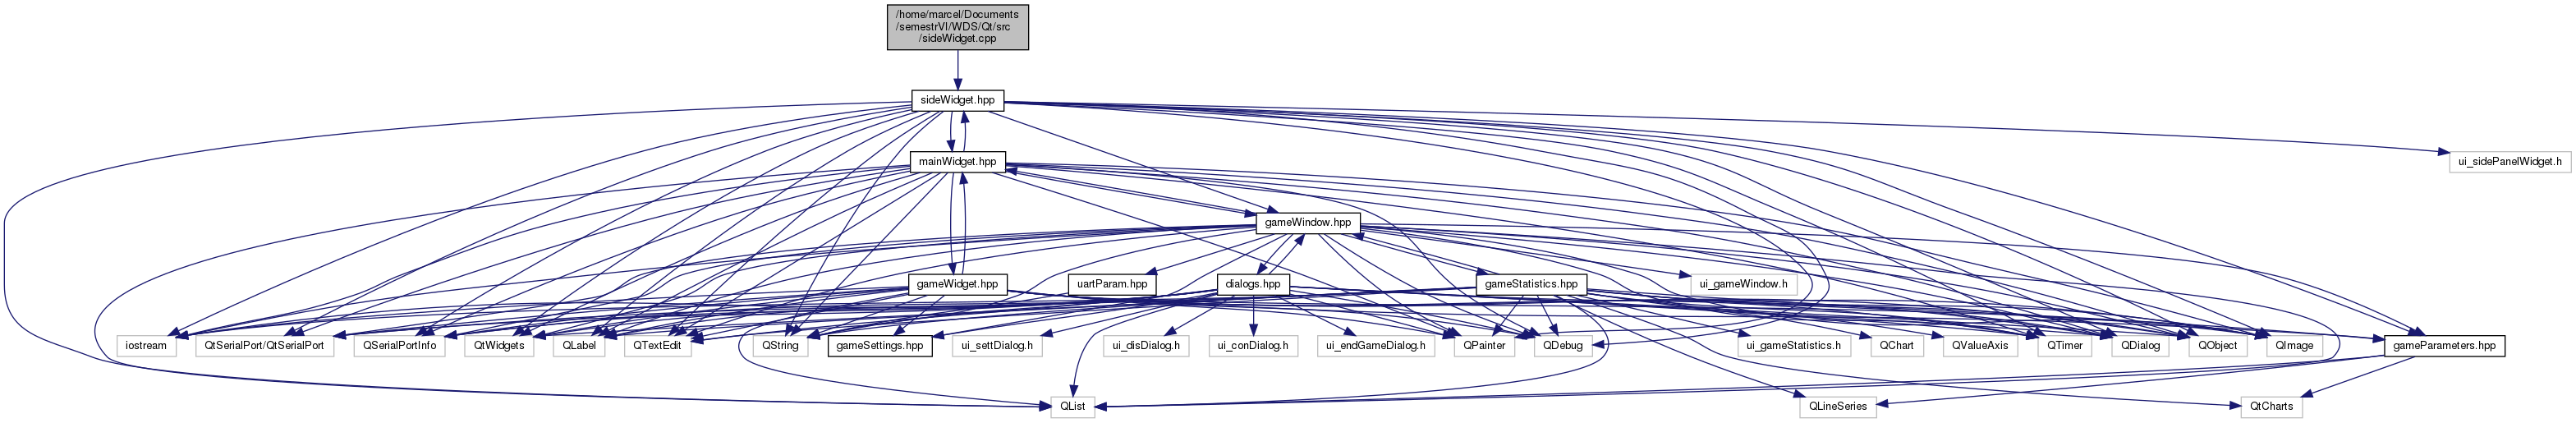 /home/marcel/Documents
/semestrVI/WDS/Qt/src
/sideWidget.cpp
sideWidget.hpp
mainWidget.hpp
ui_sidePanelWidget.h
gameWindow.hpp
gameWidget.hpp
uartParam.hpp
dialogs.hpp
gameStatistics.hpp
ui_gameWindow.h
iostream
QtSerialPort/QtSerialPort
QSerialPortInfo
QtWidgets
QLabel
QTextEdit
QString
gameSettings.hpp
ui_settDialog.h
ui_disDialog.h
ui_conDialog.h
ui_endGameDialog.h
QPainter
QDebug
ui_gameStatistics.h
QChart
QValueAxis
QTimer
QDialog
QObject
QImage
gameParameters.hpp
QList
QLineSeries
QtCharts